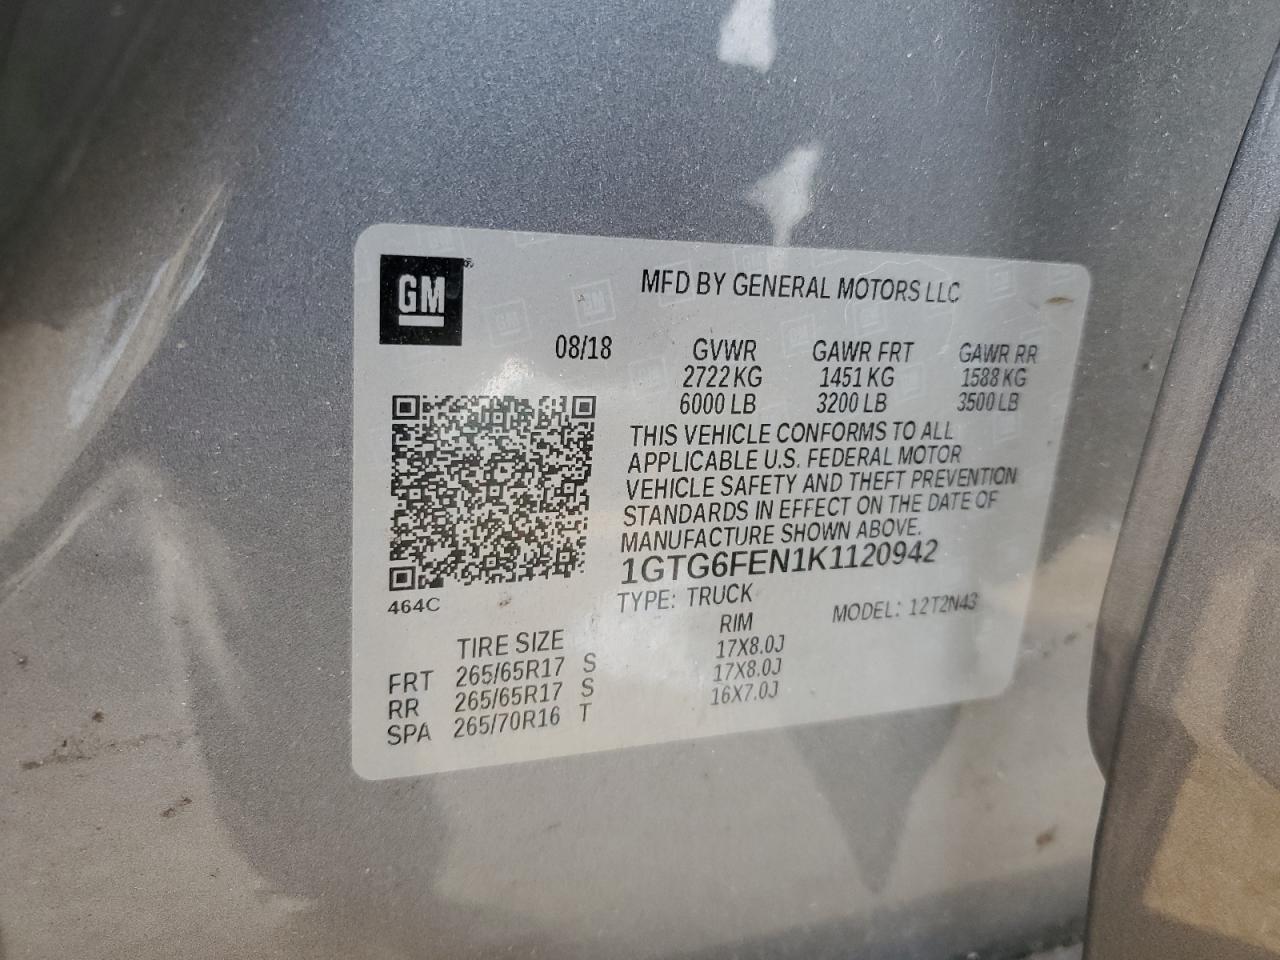 GM®
MFD BY GENERAL MOTORS LLC
08/18 GVWR GAWR FRT GAWR RR
2722 KG 1451 KG 1588 KG
6000 LB 3200 LB 3500 LB
THIS VEHICLE CONFORMS TO ALL
APPLICABLE U.S. FEDERAL MOTOR
VEHICLE SAFETY AND THEFT PREVENTION
STANDARDS IN EFFECT ON THE DATE OF
MANUFACTURE SHOWN ABOVE.
1GTG6FEN1K1120942
464C
TYPE: TRUCK MODEL: 12T2N43
TIRE SIZE RIM
FRT 265/65R17 S 17X8.0J
RR 265/65R17 S 17X8.0J
SPA 265/70R16 T 16X7.0J